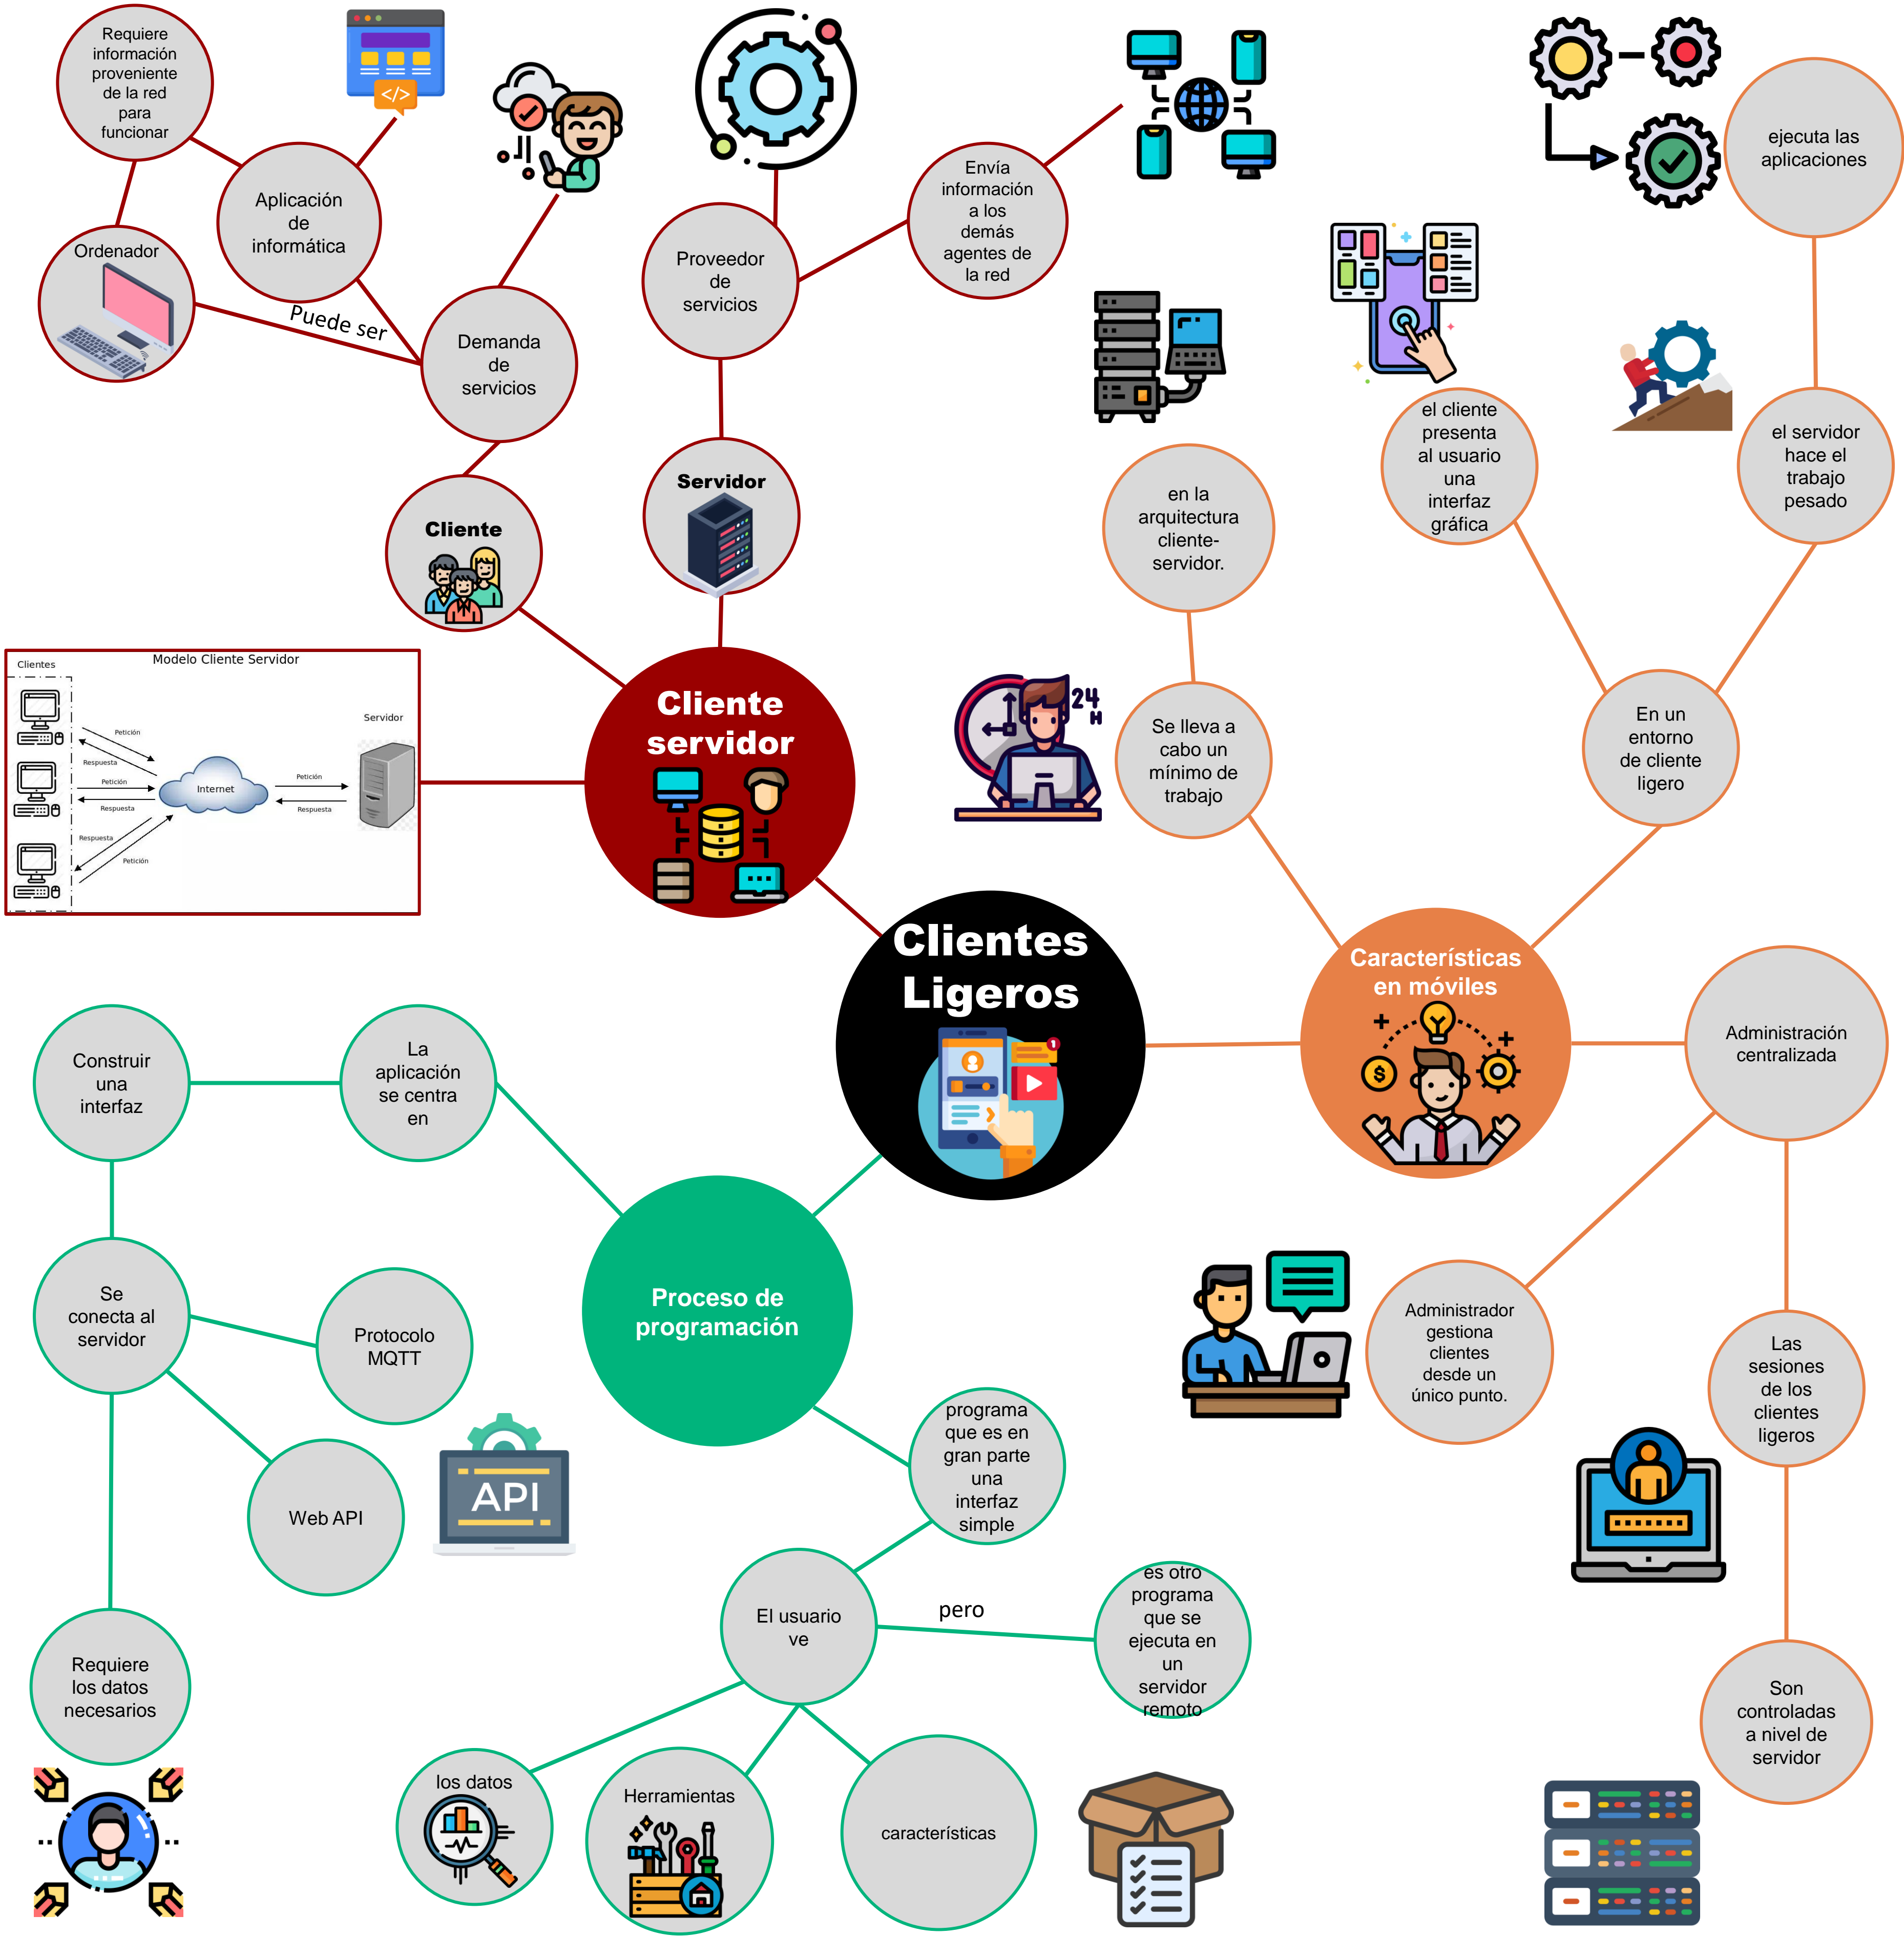 Requiere
información
proveniente
de la red
para
funcionar
Aplicación
de
informática
Ordenador
Puede ser
Demanda
de
servicios
Cliente
Proveedor
de
servicios
Envía
información
a los
demás
agentes de
la red
Servidor
Cliente
servidor
Modelo Cliente Servidor
Clientes
Servidor
Petición
Respuesta
Petición
Respuesta
Respuesta
Petición
Internet
Petición
Respuesta
Clientes
Ligeros
1
Características
en móviles
$
Se lleva a
cabo un
mínimo de
trabajo
24
H
en la
arquitectura
cliente-
servidor.
En un
entorno
de cliente
ligero
el cliente
presenta
al usuario
una
interfaz
gráfica
el servidor
hace el
trabajo
pesado
ejecuta las
aplicaciones
Administración
centralizada
Administrador
gestiona
clientes
desde un
único punto.
Las
sesiones
de los
clientes
ligeros
Son
controladas
a nivel de
servidor
Proceso de
programación
La
aplicación
se centra
en
Construir
una
interfaz
Se
conecta al
servidor
Protocolo
MQTT
Web API
API
Requiere
los datos
necesarios
programa
que es en
gran parte
una
interfaz
simple
El usuario
ve
pero
es otro
programa
que se
ejecuta en
un
servidor
remoto
los datos
Herramientas
características